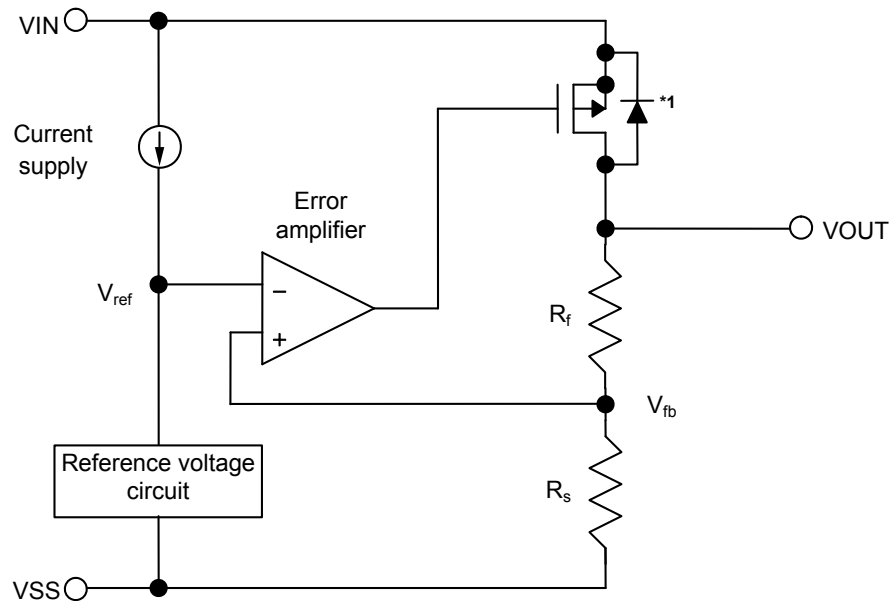 VIN
*1
Current
supply
Error
amplifier
VOUT
Vref
−
+
Rf
Vfb
Reference voltage
circuit
Rs
VSS